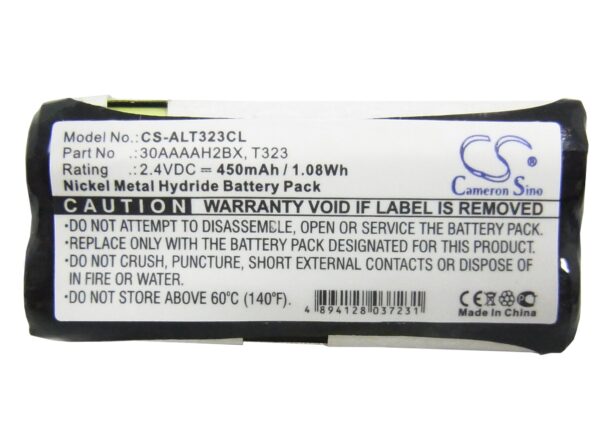 Model No.: CS-ALT323CL
Part No : 30AAAAH2BX, T323
Rating : 2.4VDC ⎓ 450mAh / 1.08Wh
Nickel Metal Hydride Battery Pack
CS
Cameron Sino
CAUTION WARRANTY VOID IF LABEL IS REMOVED
•DO NOT ATTEMPT TO DISASSEMBLE, OPEN OR SERVICE THE BATTERY PACK.
•REPLACE ONLY WITH THE BATTERY PACK DESIGNATED FOR THIS PRODUCT.
•DO NOT CRUSH, PUNCTURE, SHORT EXTERNAL CONTACTS OR DISPOSE OF
IN FIRE OR WATER.
•DO NOT STORE ABOVE 60°C (140°F).
4 894128 037231
CE
Made In China